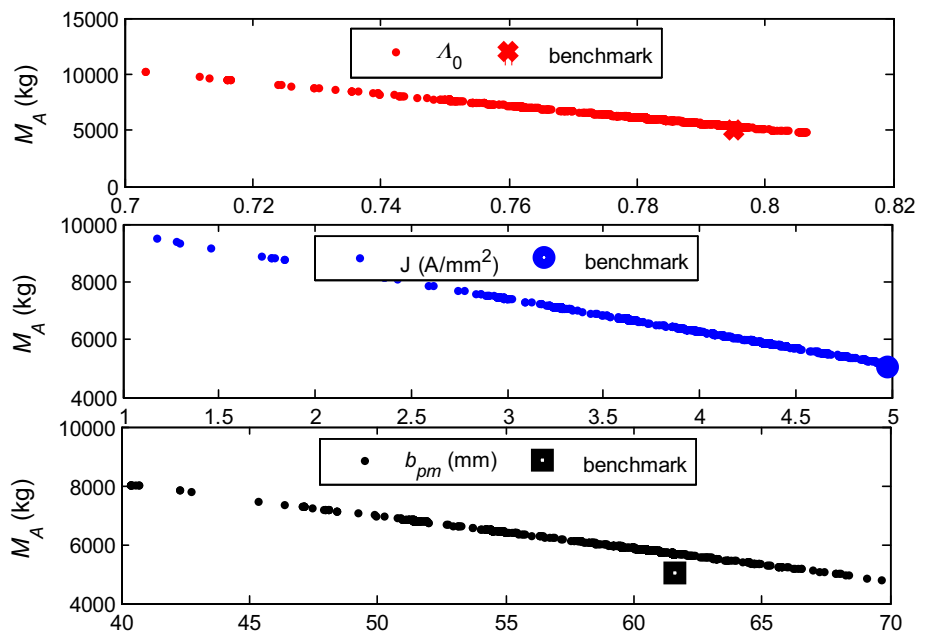 15000
10000
5000
0
M_A (kg)
Λ_0 benchmark
0.7 0.72 0.74 0.76 0.78 0.8 0.82
10000
8000
6000
4000
M_A (kg)
J (A/mm^2) benchmark
1 1.5 2 2.5 3 3.5 4 4.5 5
10000
8000
6000
4000
M_A (kg)
b_pm (mm) benchmark
40 45 50 55 60 65 70